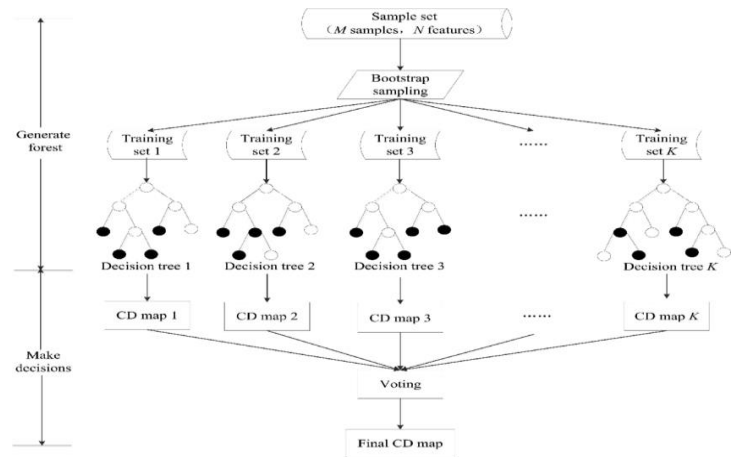 Sample set
（M samples，N features）
Bootstrap
sampling
Generate
forest
Training
set 1
Training
set 2
Training
set 3
……
Training
set K
……
Decision tree 1
Decision tree 2
Decision tree 3
Decision tree K
CD map 1
CD map 2
CD map 3
……
CD map K
Make
decisions
Voting
Final CD map